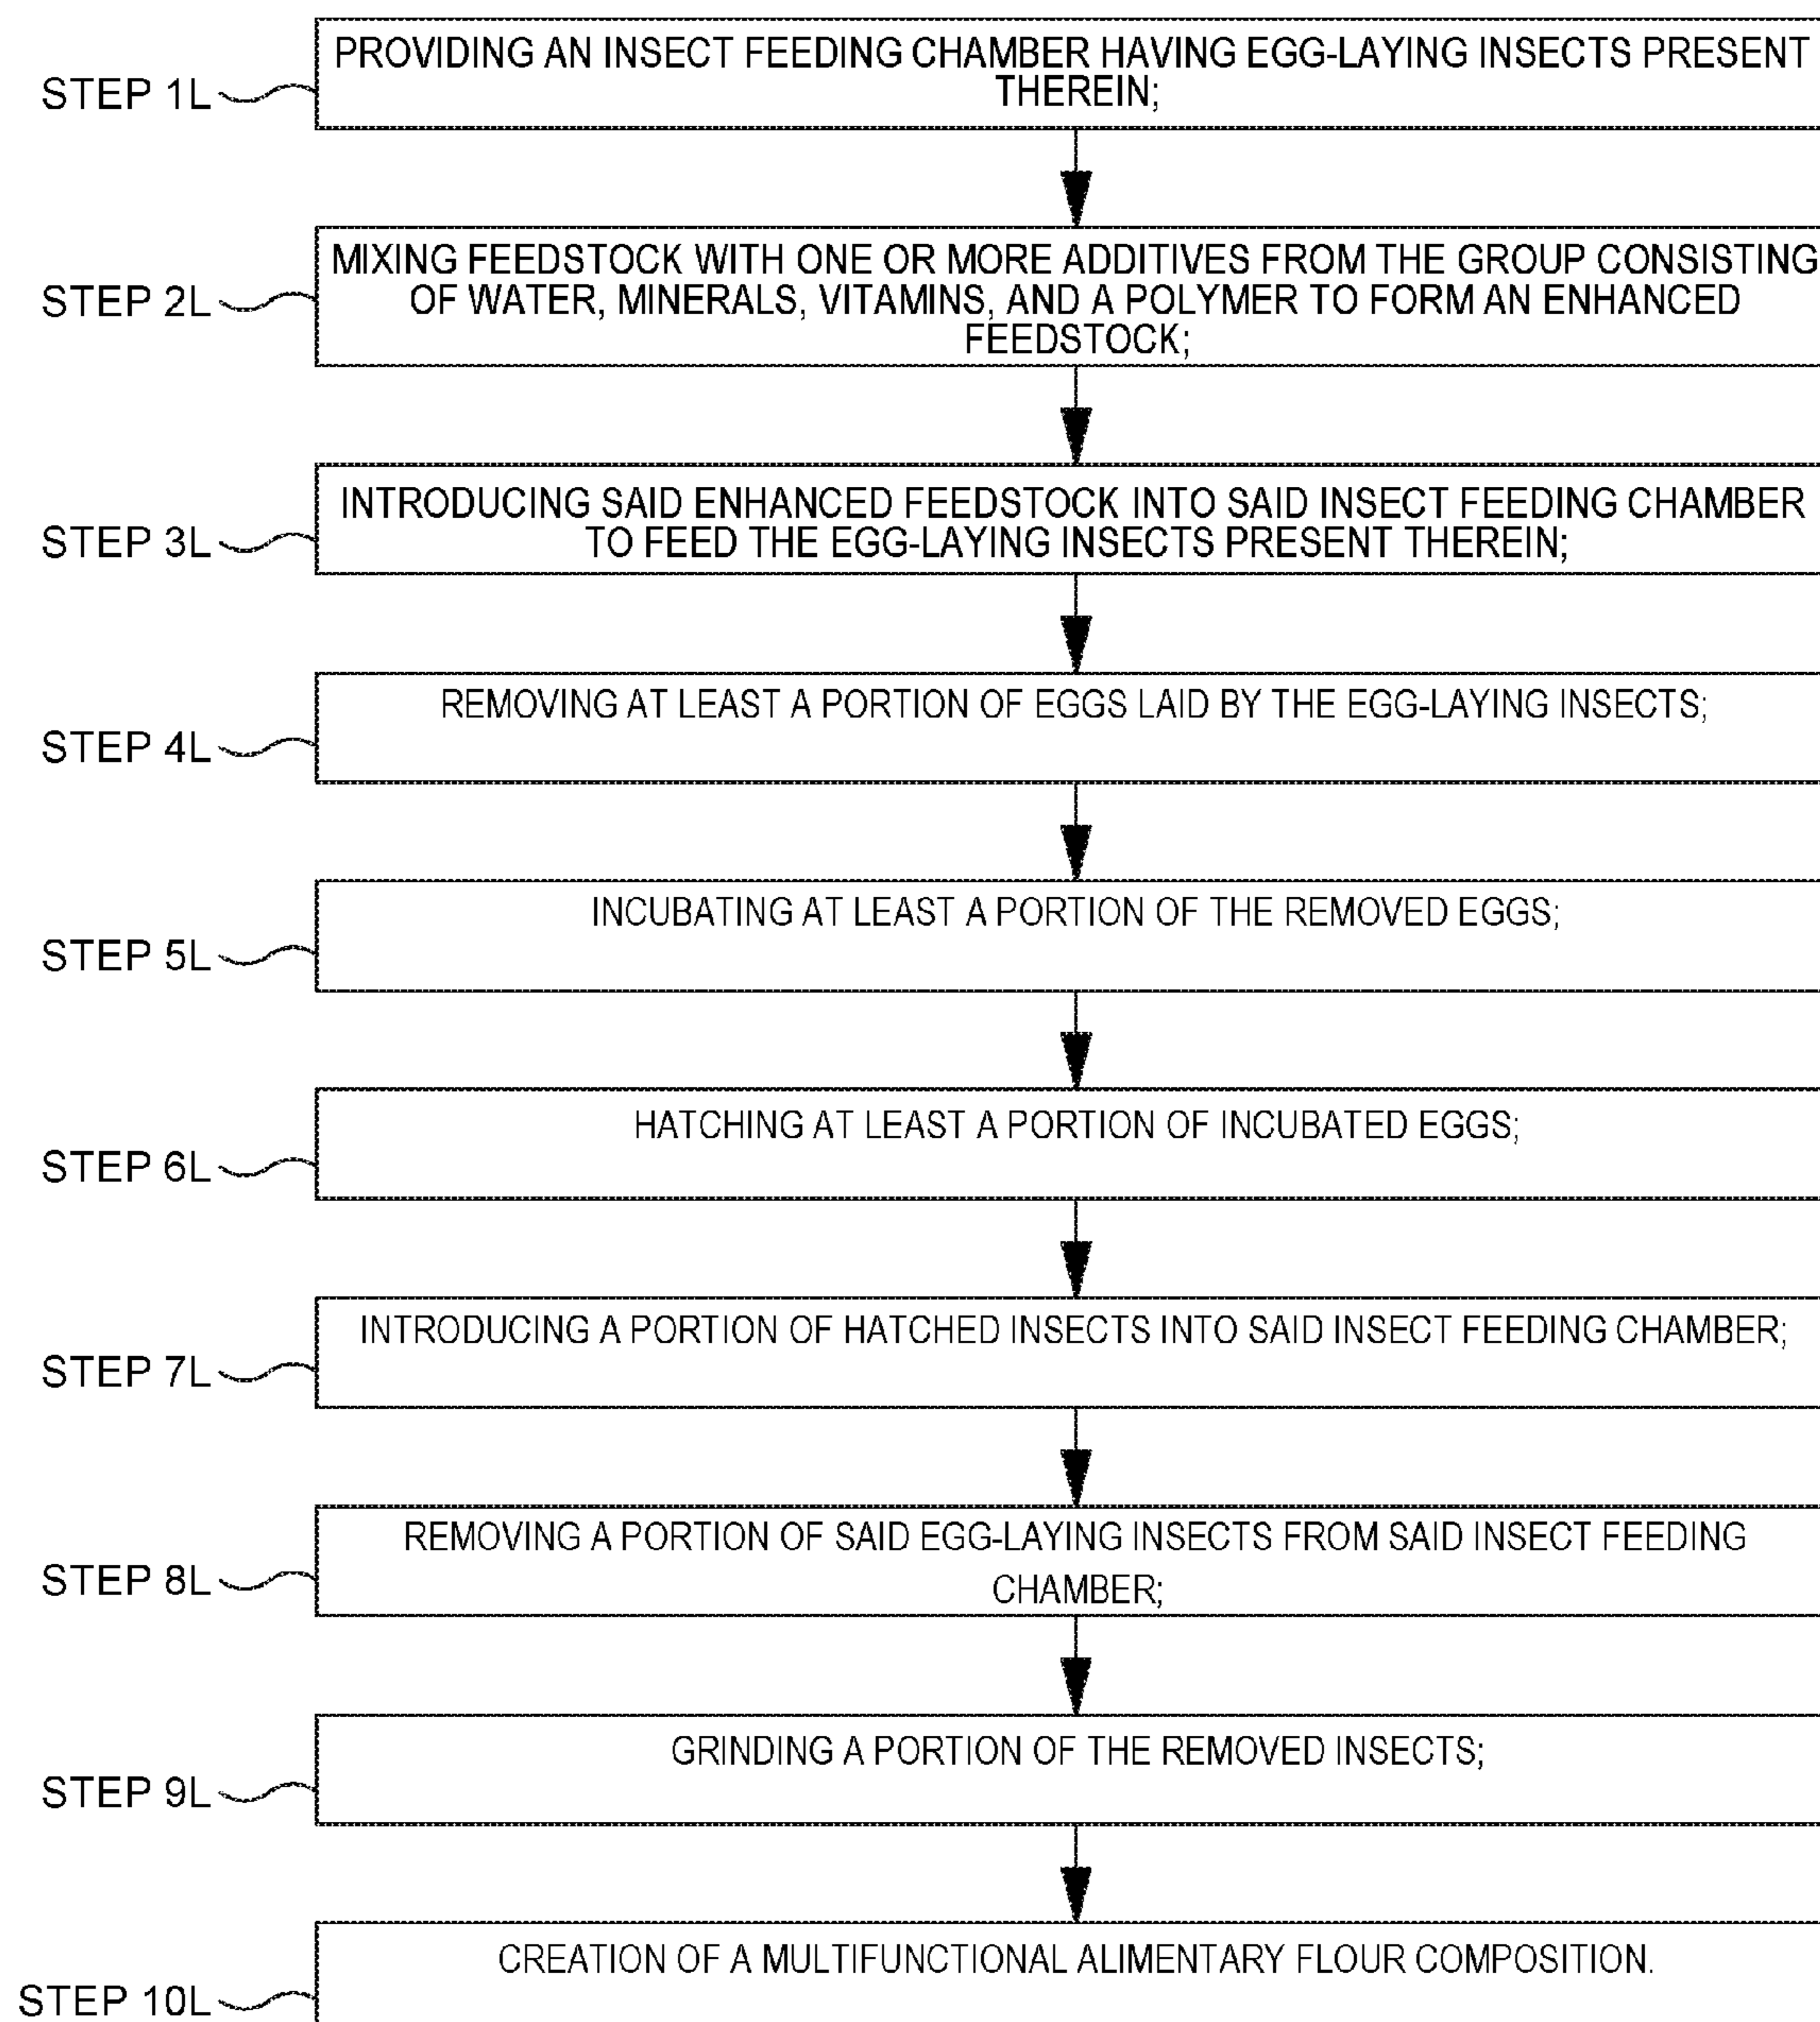 STEP 1L
PROVIDING AN INSECT FEEDING CHAMBER HAVING EGG-LAYING INSECTS PRESENT
THEREIN;
STEP 2L
MIXING FEEDSTOCK WITH ONE OR MORE ADDITIVES FROM THE GROUP CONSISTING
OF WATER, MINERALS, VITAMINS, AND A POLYMER TO FORM AN ENHANCED
FEEDSTOCK;
STEP 3L
INTRODUCING SAID ENHANCED FEEDSTOCK INTO SAID INSECT FEEDING CHAMBER
TO FEED THE EGG-LAYING INSECTS PRESENT THEREIN;
STEP 4L
REMOVING AT LEAST A PORTION OF EGGS LAID BY THE EGG-LAYING INSECTS;
STEP 5L
INCUBATING AT LEAST A PORTION OF THE REMOVED EGGS;
STEP 6L
HATCHING AT LEAST A PORTION OF INCUBATED EGGS;
STEP 7L
INTRODUCING A PORTION OF HATCHED INSECTS INTO SAID INSECT FEEDING CHAMBER;
STEP 8L
REMOVING A PORTION OF SAID EGG-LAYING INSECTS FROM SAID INSECT FEEDING
CHAMBER;
STEP 9L
GRINDING A PORTION OF THE REMOVED INSECTS;
STEP 10L
CREATION OF A MULTIFUNCTIONAL ALIMENTARY FLOUR COMPOSITION.